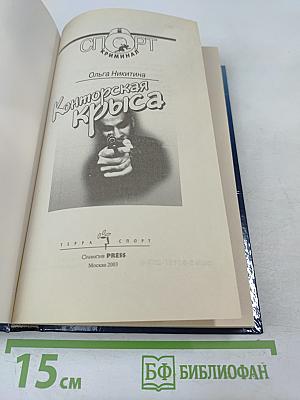 СПОРТ
КРИМИНАЛ
Ольга Никитина
Конторская
крыса
ТЕРРА СПОРТ
Олимпия PRESS
Москва 2003
15 см
БФ БИБЛИОФАН